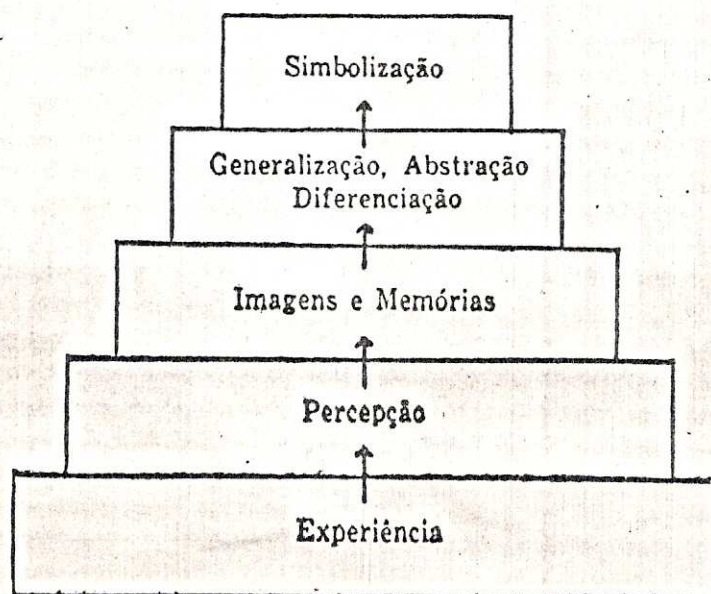 Simbolização
Generalização, Abstração
Diferenciação
Imagens e Memórias
Percepção
Experiência